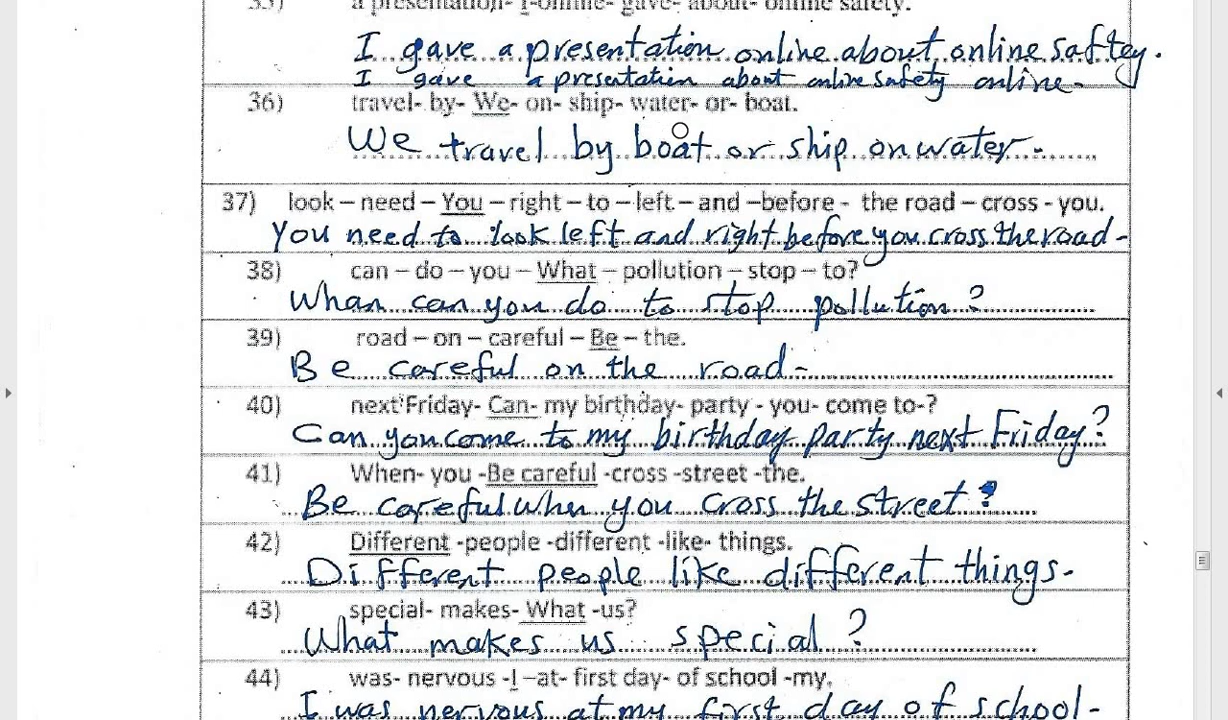 35) a presentation- I-online- gave- about- online safety.
I gave a presentation online about online saftey.
I gave a presentation about online safety online-
36) travel- by- We- on- ship- water- or- boat.
We travel by boat or ship on water-
37) look – need – You – right – to – left – and –before - the road – cross - you.
You need to look left and right before you cross the road-
38) can – do – you – What – pollution – stop – to?
Whan can you do to stop pollution?
39) road – on – careful – Be – the.
Be careful on the road-
40) next Friday- Can- my birthday- party - you- come to-?
Can you come to my birthday party next Friday?
41) When- you -Be careful -cross -street -the.
Be careful when you cross the street?
42) Different -people -different -like- things.
Different people like different things-
43) special- makes- What -us?
What makes us special?
44) was- nervous -I –at- first day- of school -my.
I was nervous at my first day of school-